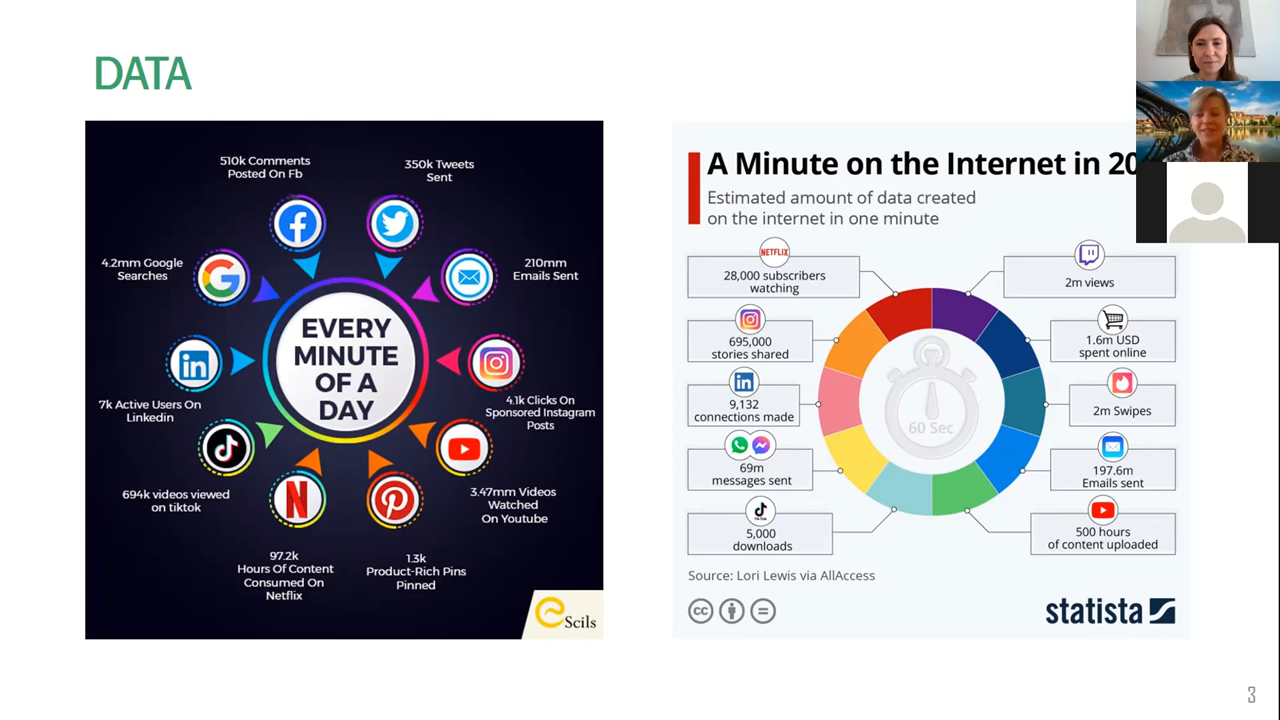 DATA
510k Comments
Posted On Fb
350k Tweets
Sent
4.2mm Google
Searches
210mm
Emails Sent
EVERY
MINUTE
OF A
DAY
7k Active Users On
Linkedin
4.1k Clicks On
Sponsored Instagram
Posts
694k videos viewed
on tiktok
3.47mm Videos
Watched
On Youtube
97.2k
Hours Of Content
Consumed On
Netflix
1.3k
Product-Rich Pins
Pinned
eScils
A Minute on the Internet in 20
Estimated amount of data created
on the internet in one minute
NETFLIX
28,000 subscribers
watching
2m views
695,000
stories shared
1.6m USD
spent online
9,132
connections made
2m Swipes
60 Sec
69m
messages sent
197.6m
Emails sent
5,000
downloads
500 hours
of content uploaded
Source: Lori Lewis via AllAccess
cc
statista
3